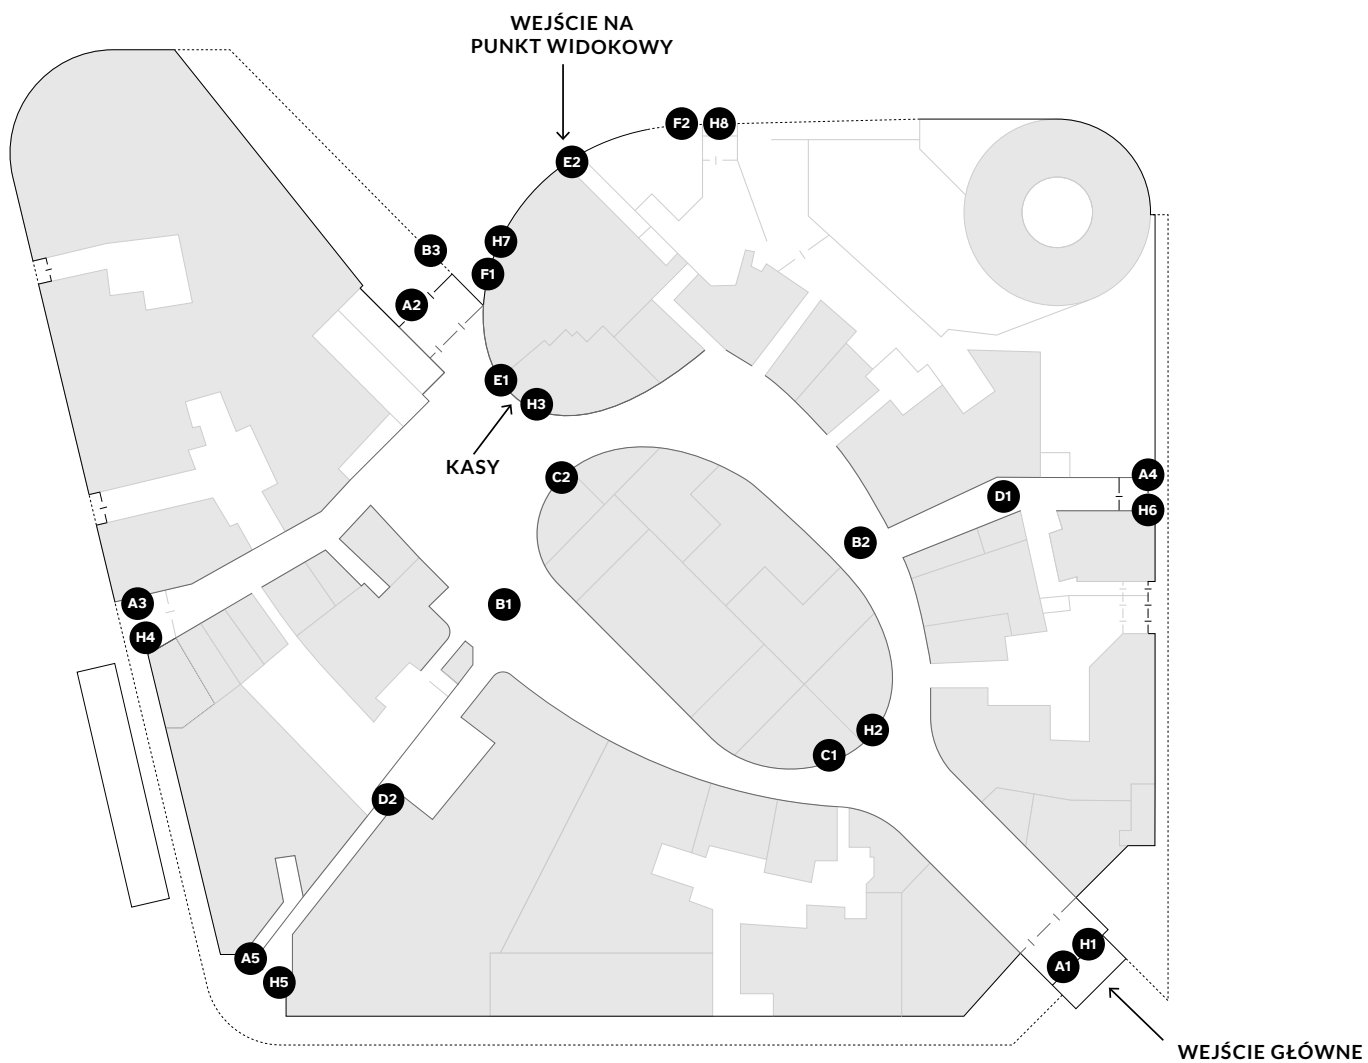 WEJŚCIE NA
PUNKT WIDOKOWY
F2 H8
E2
H7
B3
F1
A2
E1
H3
KASY
C2
A4
D1
H6
B2
A3
B1
H4
H2
C1
D2
H1
A5
A1
H5
WEJŚCIE GŁÓWNE